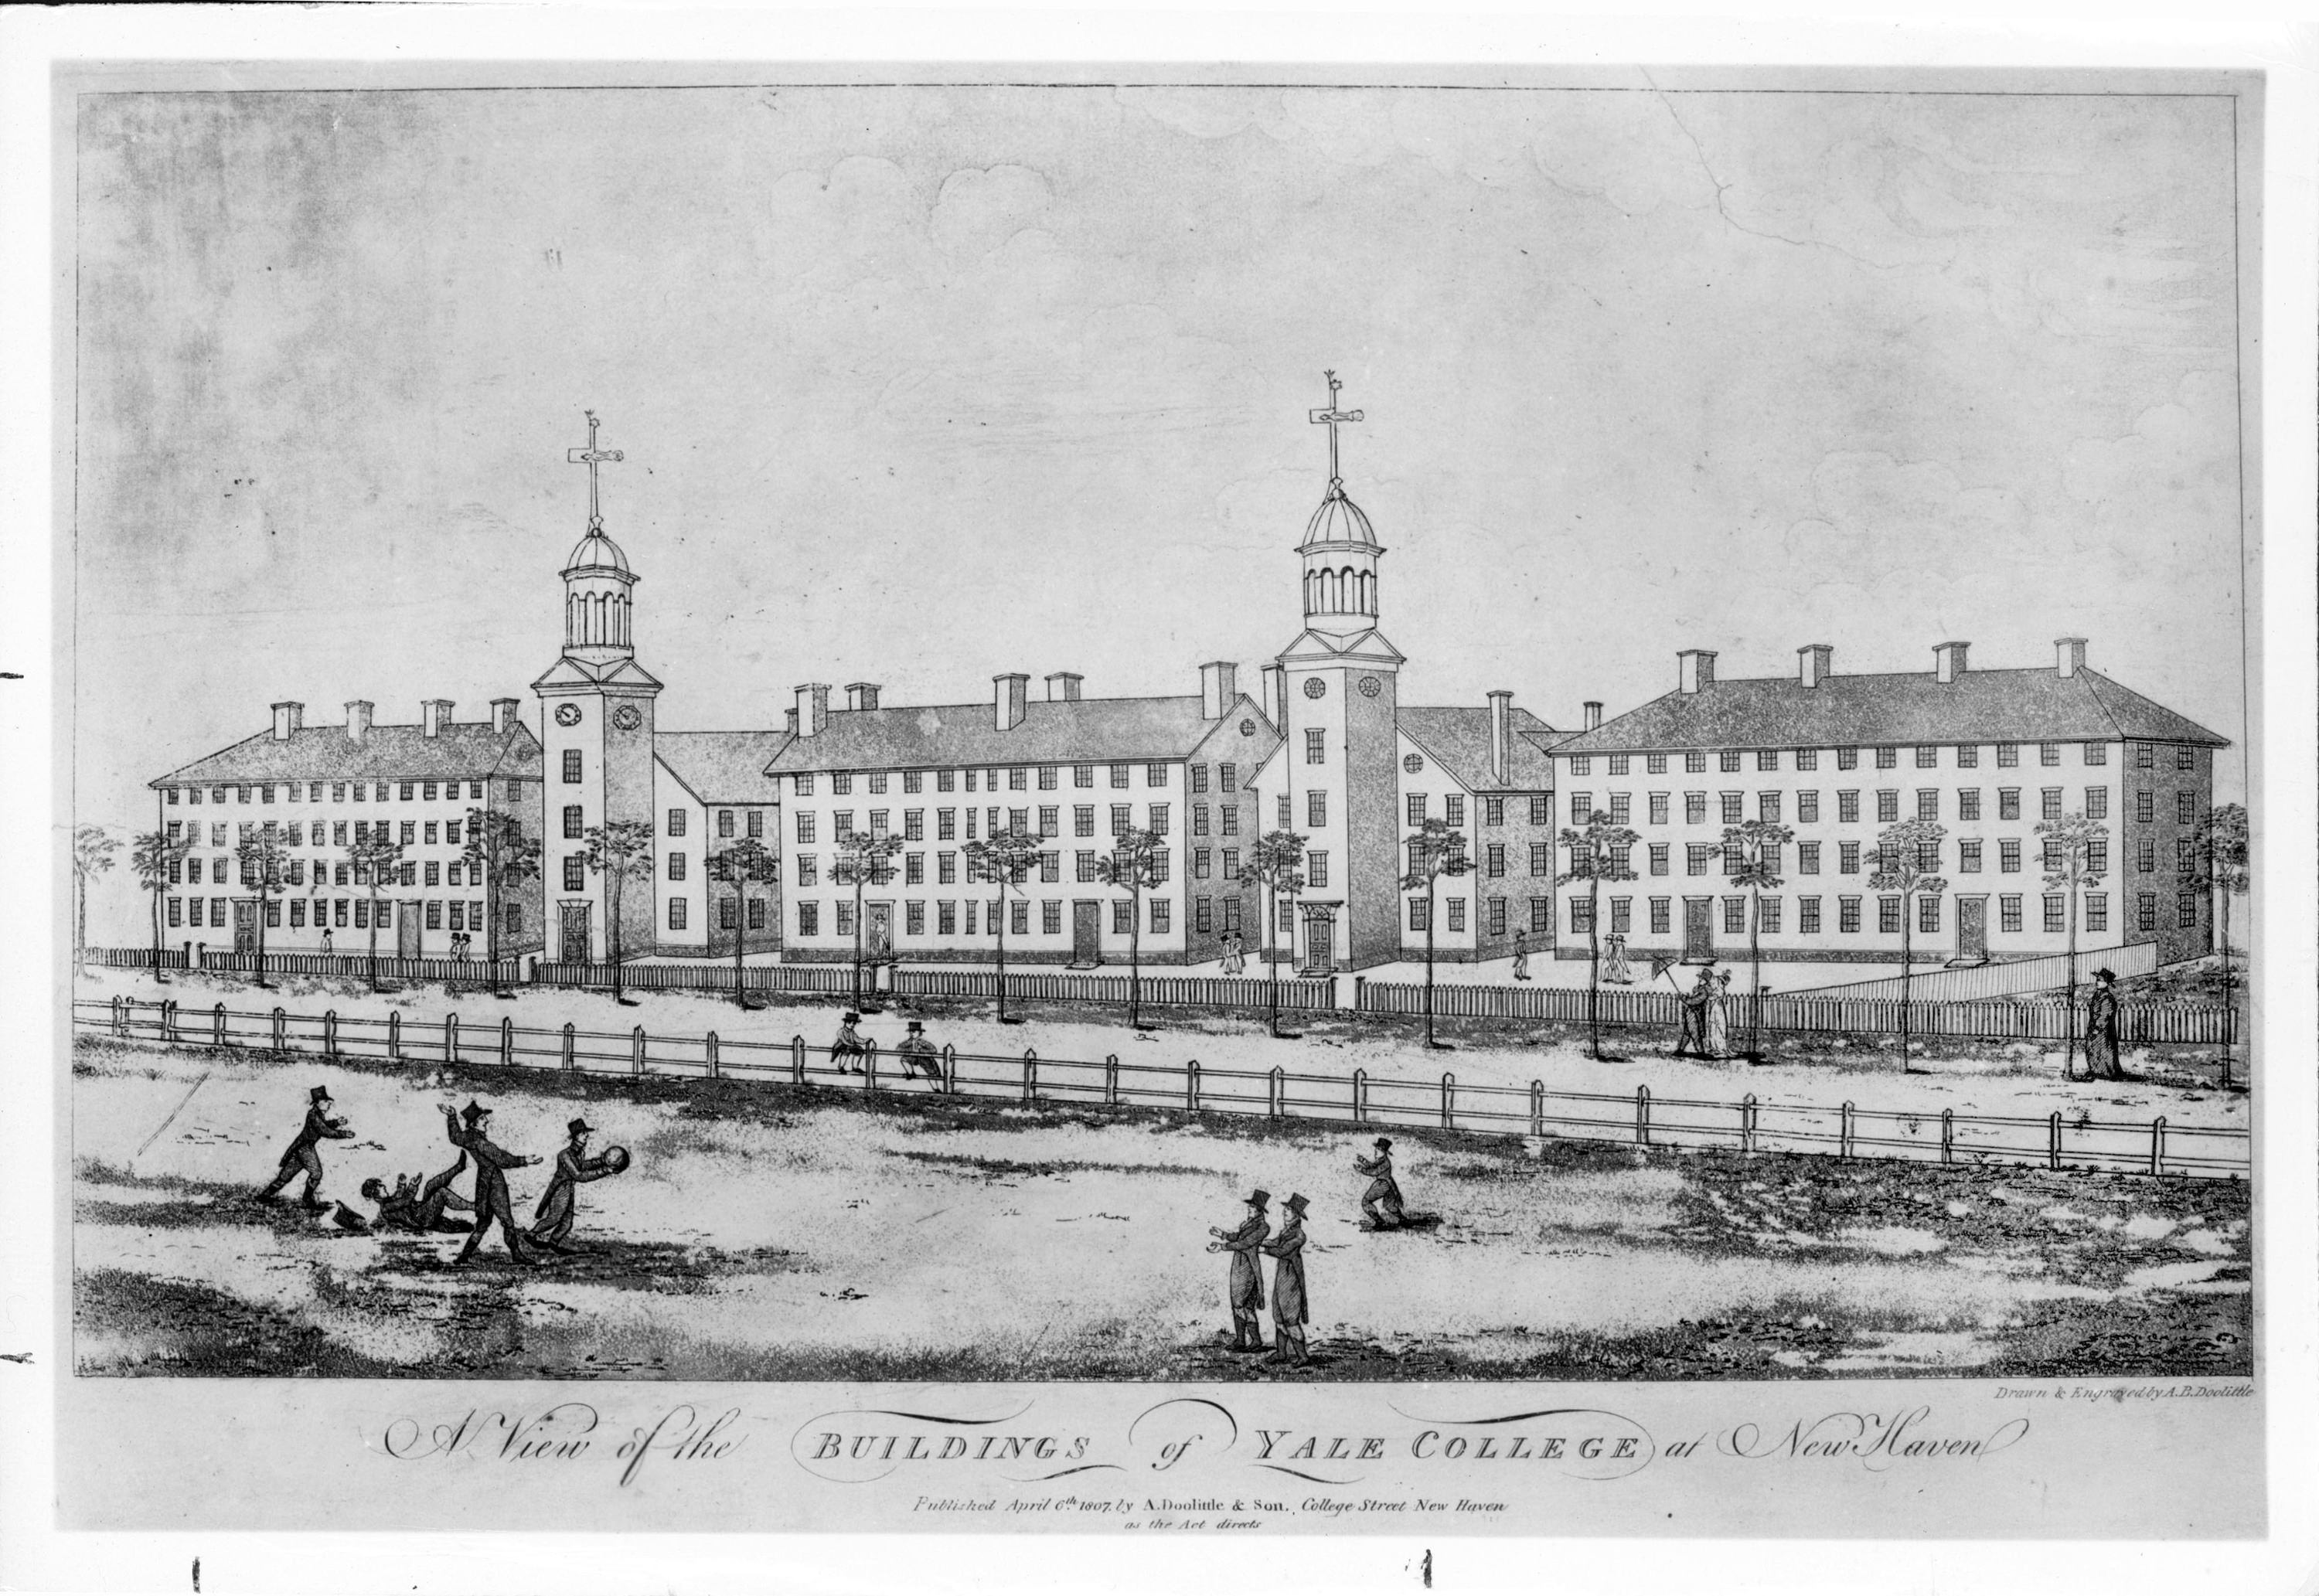 Drawn & Engraved by A.B.Doolittle
A View of the BUILDINGS of YALE COLLEGE at New Haven
Published April 6th 1807. by A.Doolittle & Son., College Street New Haven
as the Act directs